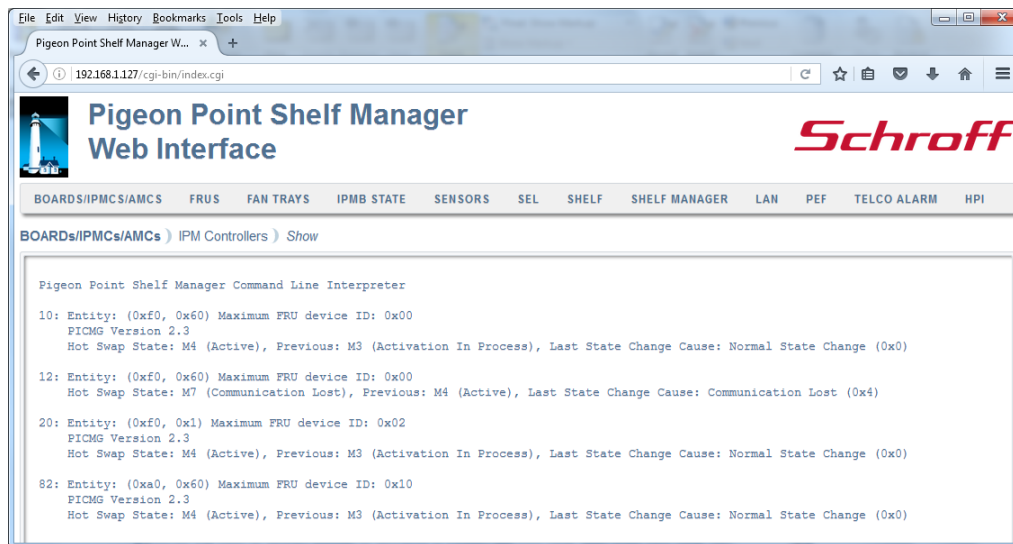 File Edit View History Bookmarks Tools Help
Pigeon Point Shelf Manager W... × +
192.168.1.127/cgi-bin/index.cgi
Pigeon Point Shelf Manager
Web Interface
Schroff
BOARDS/IPMCS/AMCS FRUS FAN TRAYS IPMB STATE SENSORS SEL SHELF SHELF MANAGER LAN PEF TELCO ALARM HPI
BOARDs/IPMCs/AMCs ) IPM Controllers ) Show
Pigeon Point Shelf Manager Command Line Interpreter
10: Entity: (0xf0, 0x60) Maximum FRU device ID: 0x00
PICMG Version 2.3
Hot Swap State: M4 (Active), Previous: M3 (Activation In Process), Last State Change Cause: Normal State Change (0x0)
12: Entity: (0xf0, 0x60) Maximum FRU device ID: 0x00
Hot Swap State: M7 (Communication Lost), Previous: M4 (Active), Last State Change Cause: Communication Lost (0x4)
20: Entity: (0xf0, 0x1) Maximum FRU device ID: 0x02
PICMG Version 2.3
Hot Swap State: M4 (Active), Previous: M3 (Activation In Process), Last State Change Cause: Normal State Change (0x0)
82: Entity: (0xa0, 0x60) Maximum FRU device ID: 0x10
PICMG Version 2.3
Hot Swap State: M4 (Active), Previous: M3 (Activation In Process), Last State Change Cause: Normal State Change (0x0)